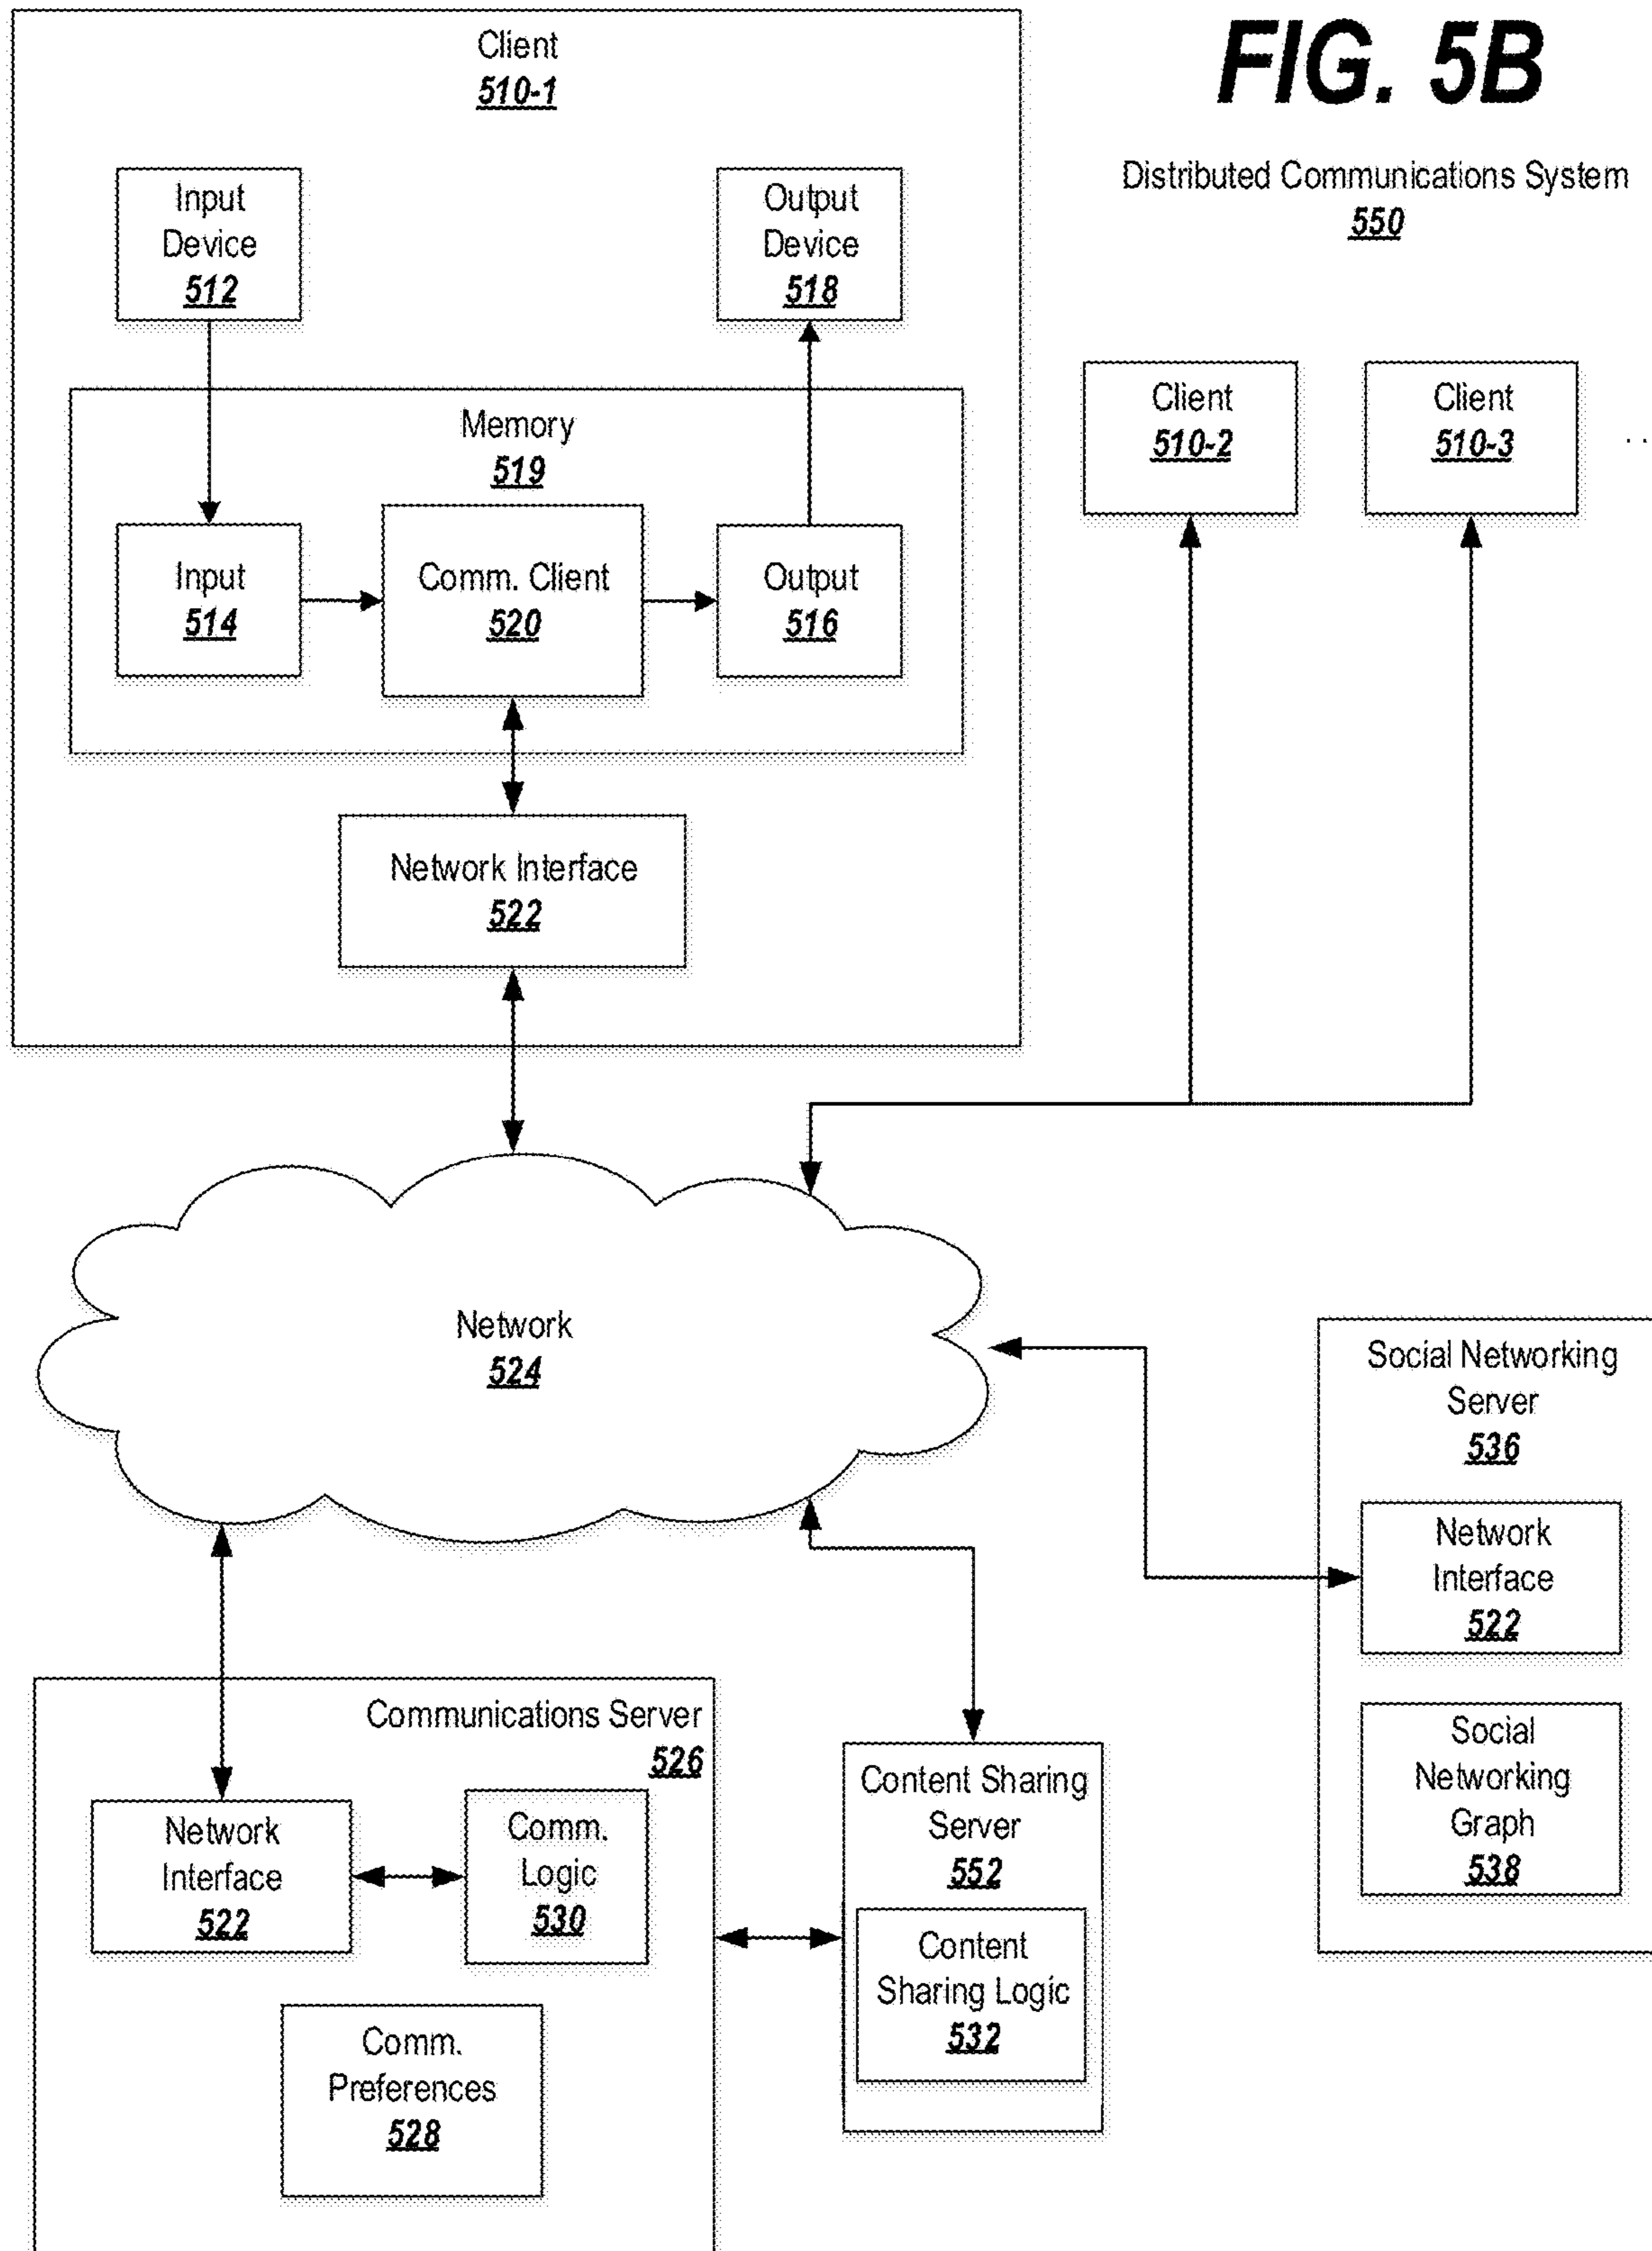 FIG. 5B
Distributed Communications System
550
Client
510-1
Input
Device
512
Output
Device
518
Memory
519
Input
514
Comm. Client
520
Output
516
Network Interface
522
Client
510-2
Client
510-3
...
Network
524
Social Networking
Server
536
Network
Interface
522
Social
Networking
Graph
538
Communications Server
526
Network
Interface
522
Comm.
Logic
530
Comm.
Preferences
528
Content Sharing
Server
552
Content
Sharing Logic
532